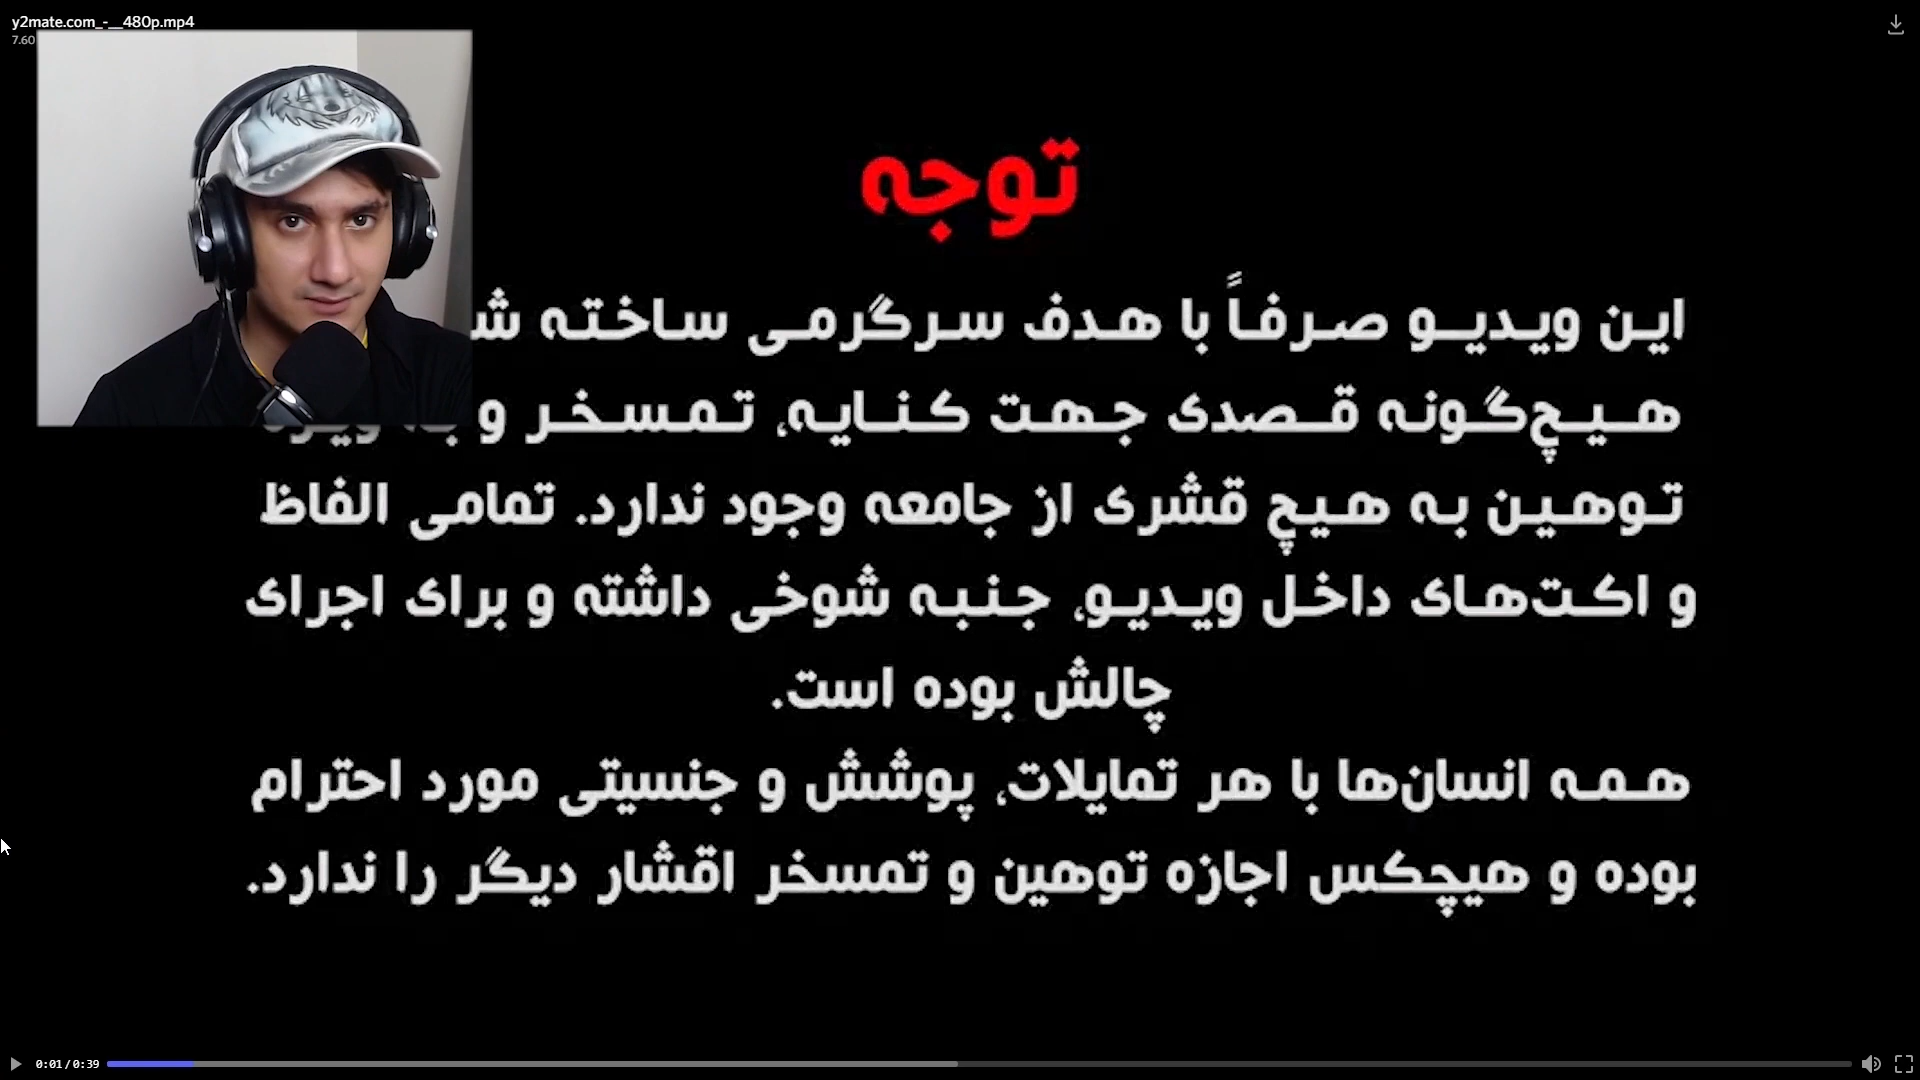 y2mate.com_-__480p.mp4
7.60
توجه
این ویدیو صرفاً با هدف سرگرمی ساخته
هیچ‌گونه قصدی جهت کنایه، تمسخر و
توهین به هیچ قشری از جامعه وجود ندارد. تمامی الفاظ
و اکت‌های داخل ویدیو، جنبه شوخی داشته و برای اجرای
چالش بوده است.
همه انسان‌ها با هر تمایلات، پوشش و جنسیتی مورد احترام
بوده و هیچکس اجازه توهین و تمسخر اقشار دیگر را ندارد.
0:01/0:39